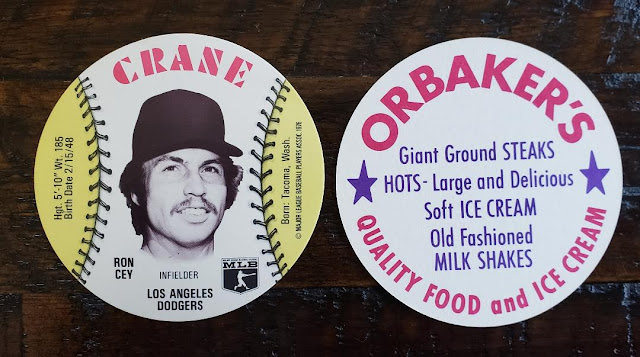 CRANE
Hgt. 5'-10" Wt. 185
Birth Date 2/15/48
Born: Tacoma, Wash.
© MAJOR LEAGUE BASEBALL PLAYERS ASSOC. 1976
RON
CEY
INFIELDER
MLB
LOS ANGELES
DODGERS
ORBAKER'S
Giant Ground STEAKS
HOTS- Large and Delicious
Soft ICE CREAM
Old Fashioned
MILK SHAKES
QUALITY FOOD and ICE CREAM